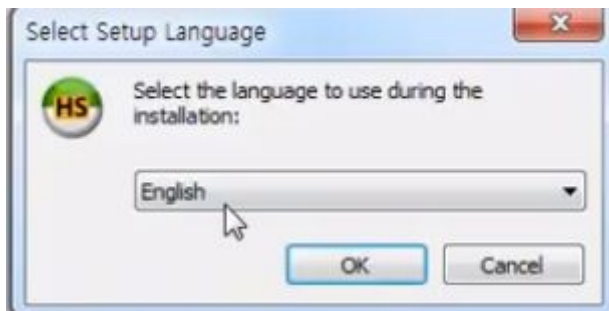 Select Setup Language
HS
Select the language to use during the
installation:
English
OK
Cancel